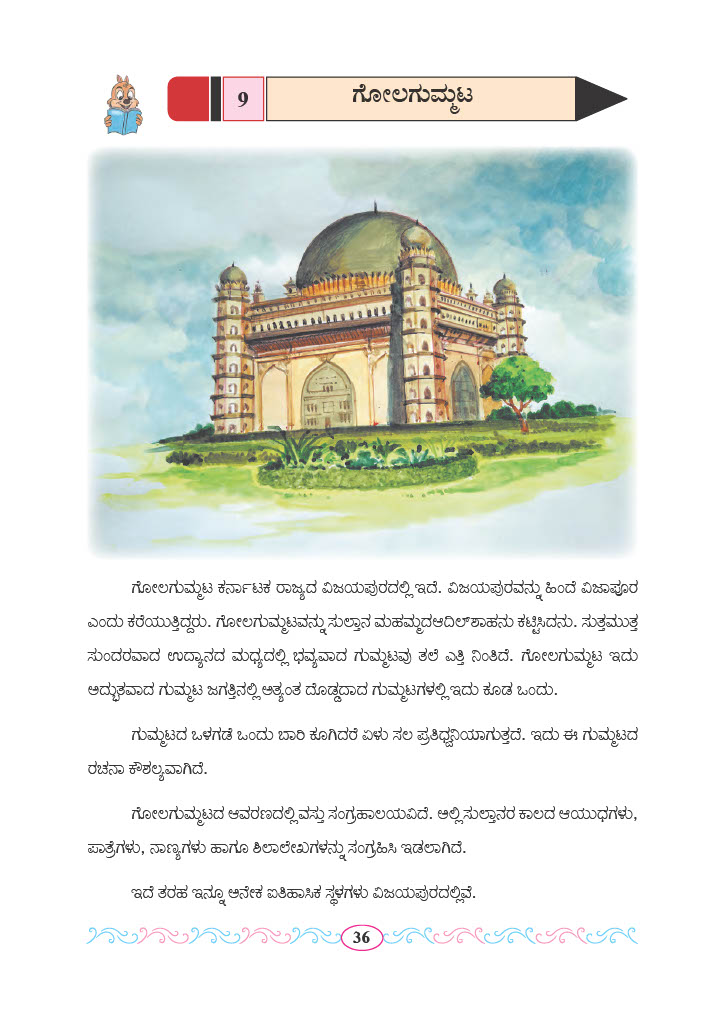 9
ಗೋಲಗುಮ್ಮಟ
ಗೋಲಗುಮ್ಮಟ ಕರ್ನಾಟಕ ರಾಜ್ಯದ ವಿಜಯಪುರದಲ್ಲಿ ಇದೆ. ವಿಜಯಪುರವನ್ನು ಹಿಂದೆ ವಿಜಾಪೂರ
ಎಂದು ಕರೆಯುತ್ತಿದ್ದರು. ಗೋಲಗುಮ್ಮಟವನ್ನು ಸುಲ್ತಾನ ಮಹಮ್ಮದಆದಿಲ್‌ಶಾಹನು ಕಟ್ಟಿಸಿದನು. ಸುತ್ತಮುತ್ತ
ಸುಂದರವಾದ ಉದ್ಯಾನದ ಮಧ್ಯದಲ್ಲಿ ಭವ್ಯವಾದ ಗುಮ್ಮಟವು ತಲೆ ಎತ್ತಿ ನಿಂತಿದೆ. ಗೋಲಗುಮ್ಮಟ ಇದು
ಅದ್ಭುತವಾದ ಗುಮ್ಮಟ ಜಗತ್ತಿನಲ್ಲಿ ಅತ್ಯಂತ ದೊಡ್ಡದಾದ ಗುಮ್ಮಟಗಳಲ್ಲಿ ಇದು ಕೂಡ ಒಂದು.
ಗುಮ್ಮಟದ ಒಳಗಡೆ ಒಂದು ಬಾರಿ ಕೂಗಿದರೆ ಏಳು ಸಲ ಪ್ರತಿಧ್ವನಿಯಾಗುತ್ತದೆ. ಇದು ಈ ಗುಮ್ಮಟದ
ರಚನಾ ಕೌಶಲ್ಯವಾಗಿದೆ.
ಗೋಲಗುಮ್ಮಟದ ಆವರಣದಲ್ಲಿ ವಸ್ತು ಸಂಗ್ರಹಾಲಯವಿದೆ. ಅಲ್ಲಿ ಸುಲ್ತಾನರ ಕಾಲದ ಆಯುಧಗಳು,
ಪಾತ್ರೆಗಳು, ನಾಣ್ಯಗಳು ಹಾಗೂ ಶಿಲಾಲೇಖಗಳನ್ನು ಸಂಗ್ರಹಿಸಿ ಇಡಲಾಗಿದೆ.
ಇದೆ ತರಹ ಇನ್ನೂ ಅನೇಕ ಐತಿಹಾಸಿಕ ಸ್ಥಳಗಳು ವಿಜಯಪುರದಲ್ಲಿವೆ.
36